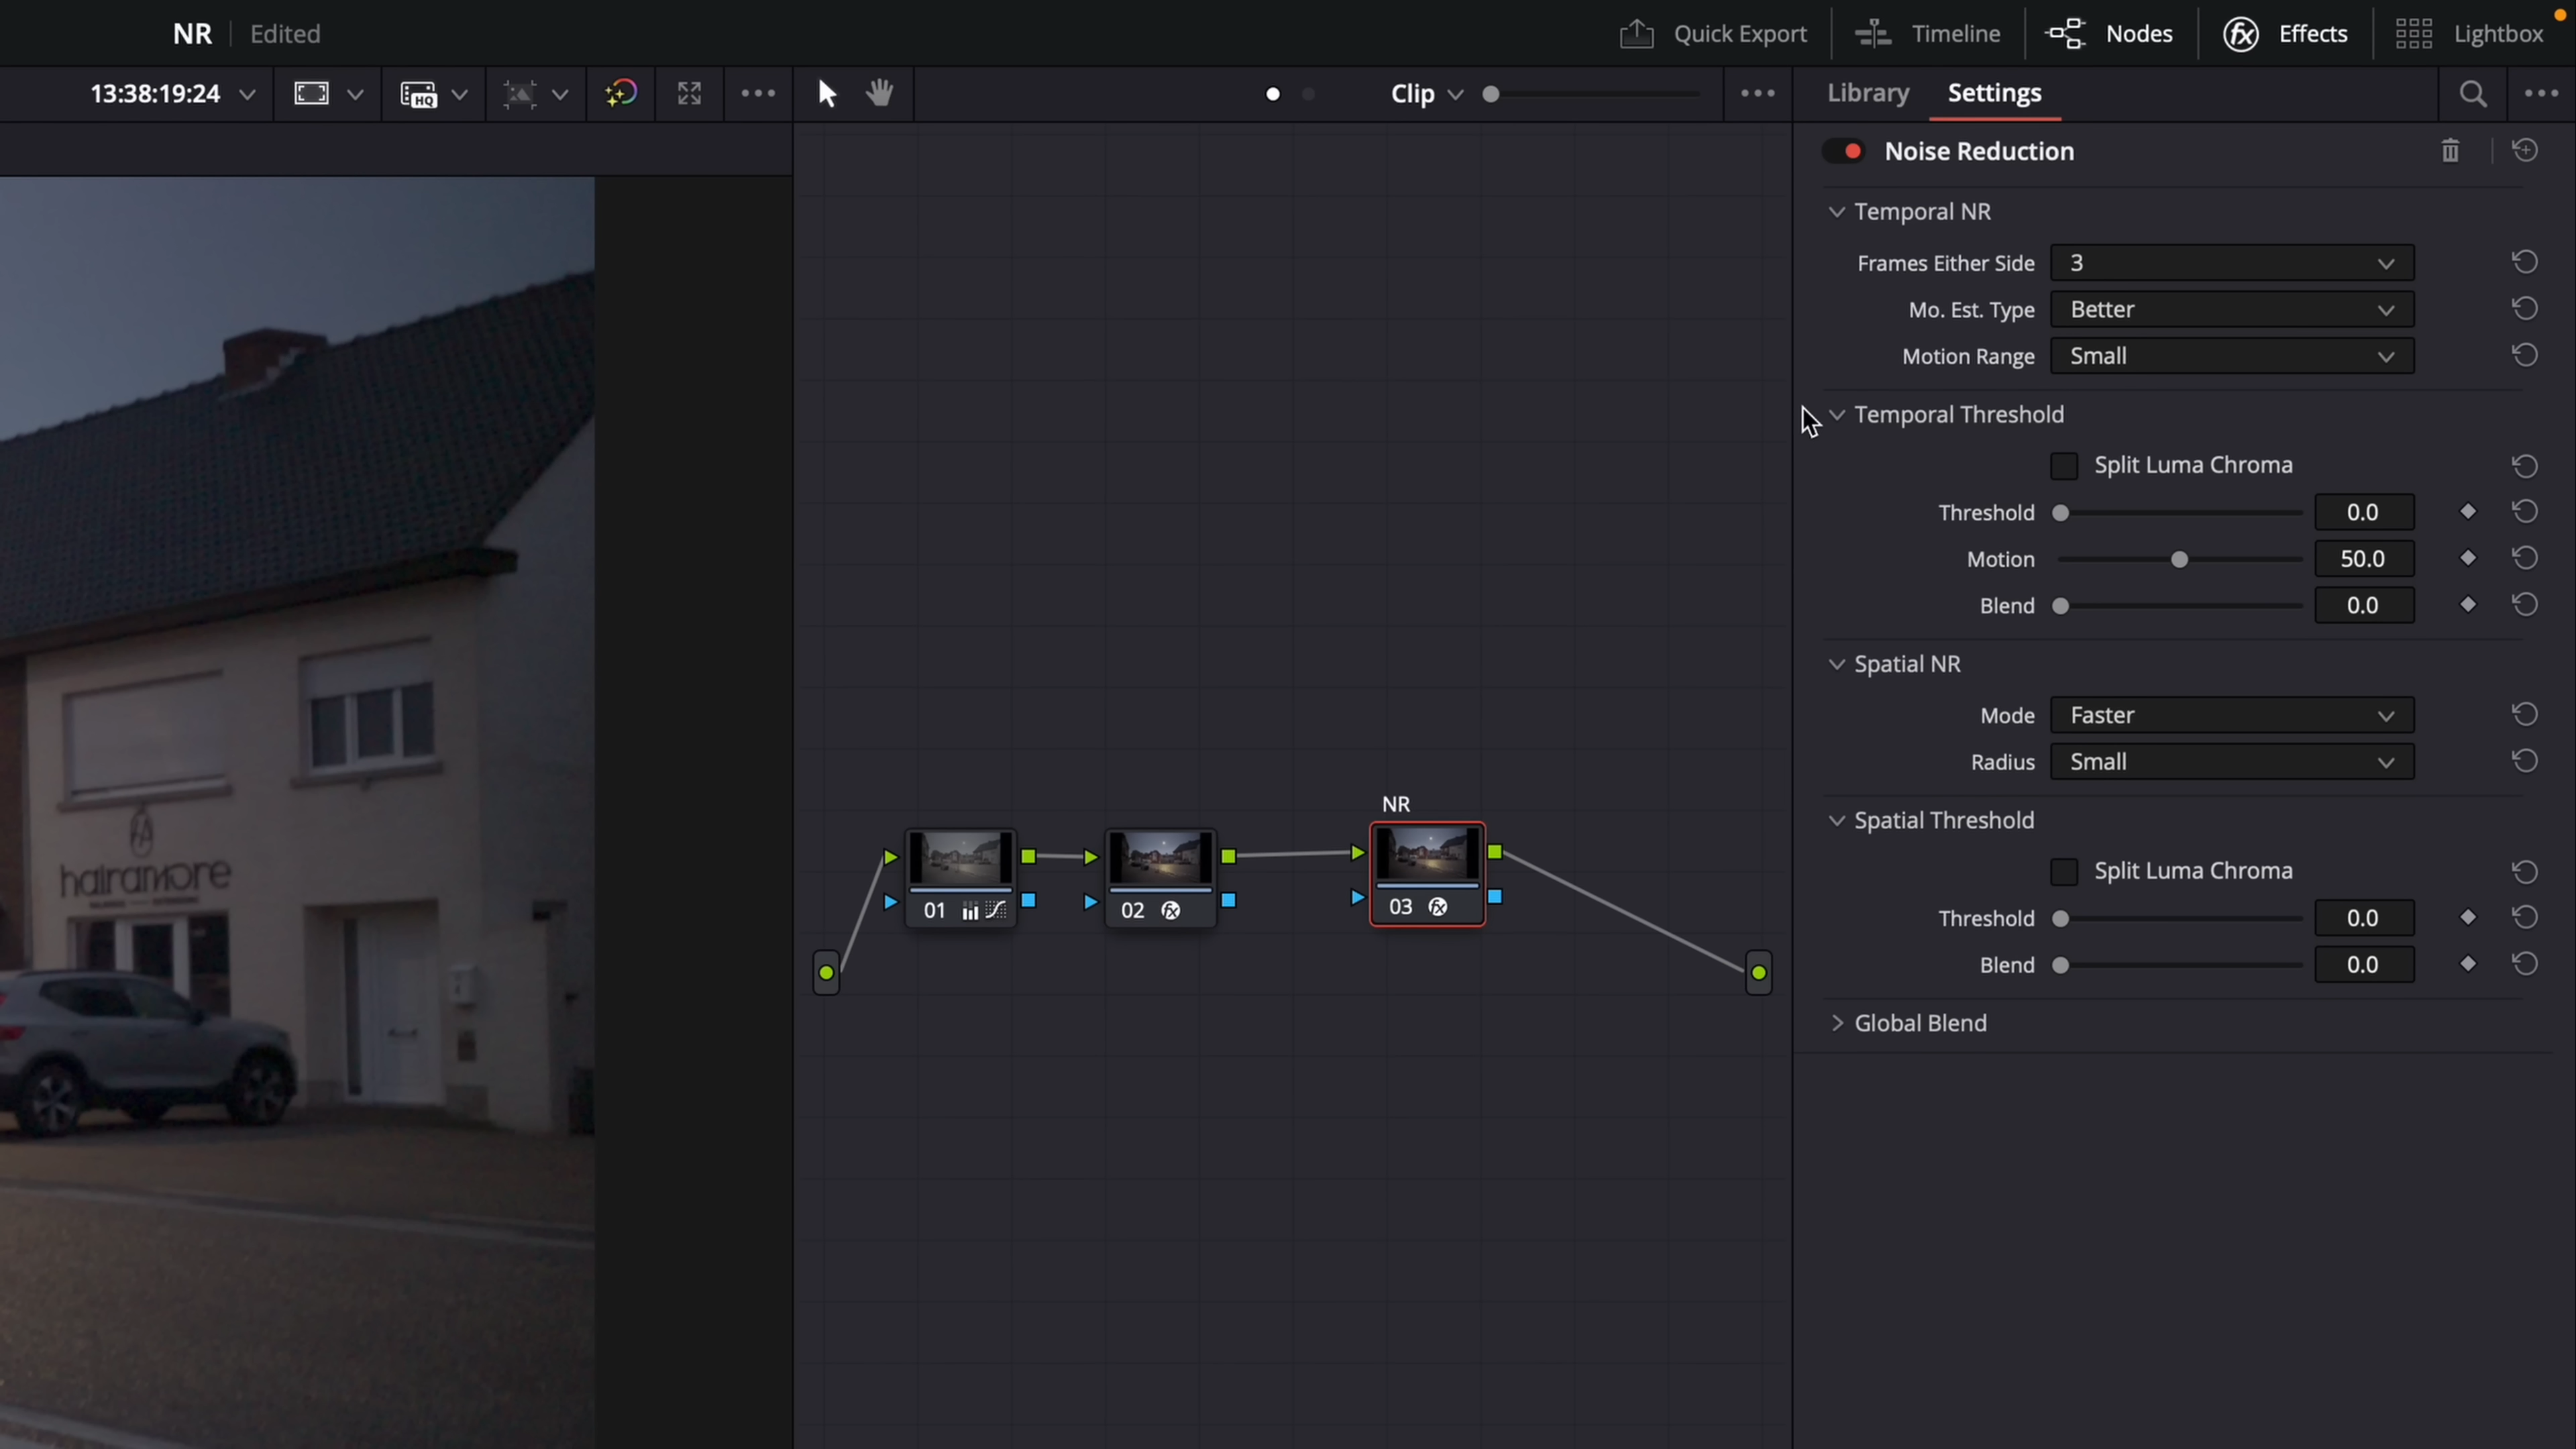 NR
Edited
Quick Export
Timeline
Nodes
Effects
Lightbox
13:38:19:24
HQ
Clip
Library
Settings
Noise Reduction
Temporal NR
Frames Either Side
3
Mo. Est. Type
Better
Motion Range
Small
Temporal Threshold
Split Luma Chroma
Threshold
0.0
Motion
50.0
Blend
0.0
Spatial NR
Mode
Faster
Radius
Small
Spatial Threshold
Split Luma Chroma
Threshold
0.0
Blend
0.0
Global Blend
NR
01
02
03
hairamore